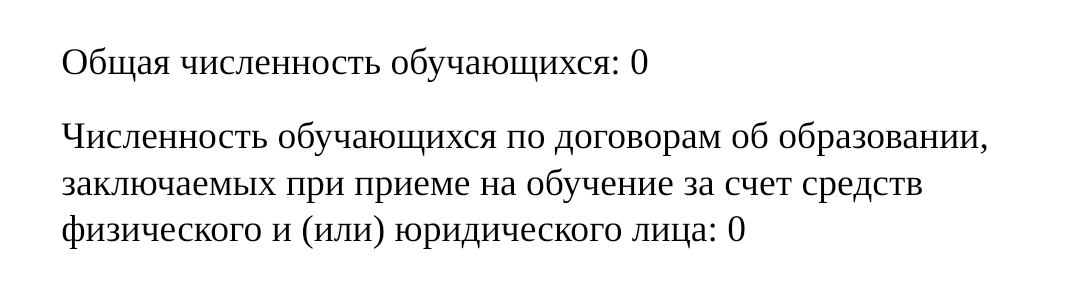 Общая численность обучающихся: 0
Численность обучающихся по договорам об образовании,
заключаемых при приеме на обучение за счет средств
физического и (или) юридического лица: 0